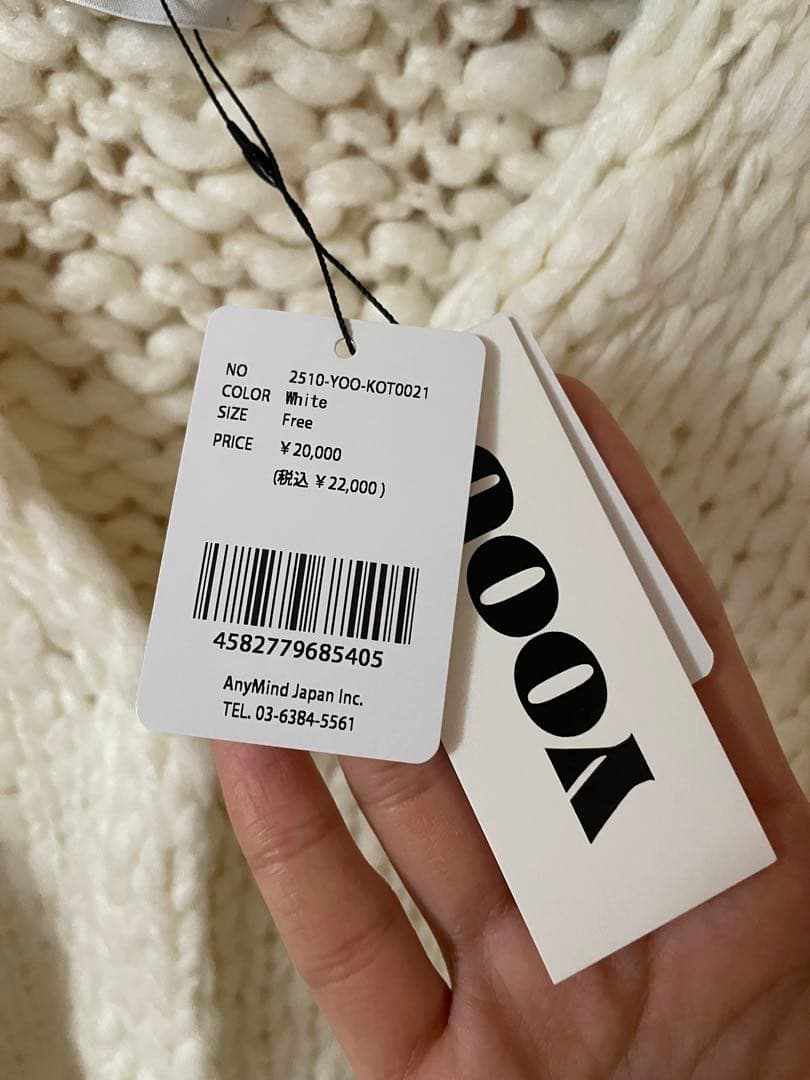 NO 2510-YOO-KOT0021
COLOR White
SIZE Free
PRICE ¥20,000
(税込 ¥22,000)
4582779685405
AnyMind Japan Inc.
TEL. 03-6384-5561
YOO